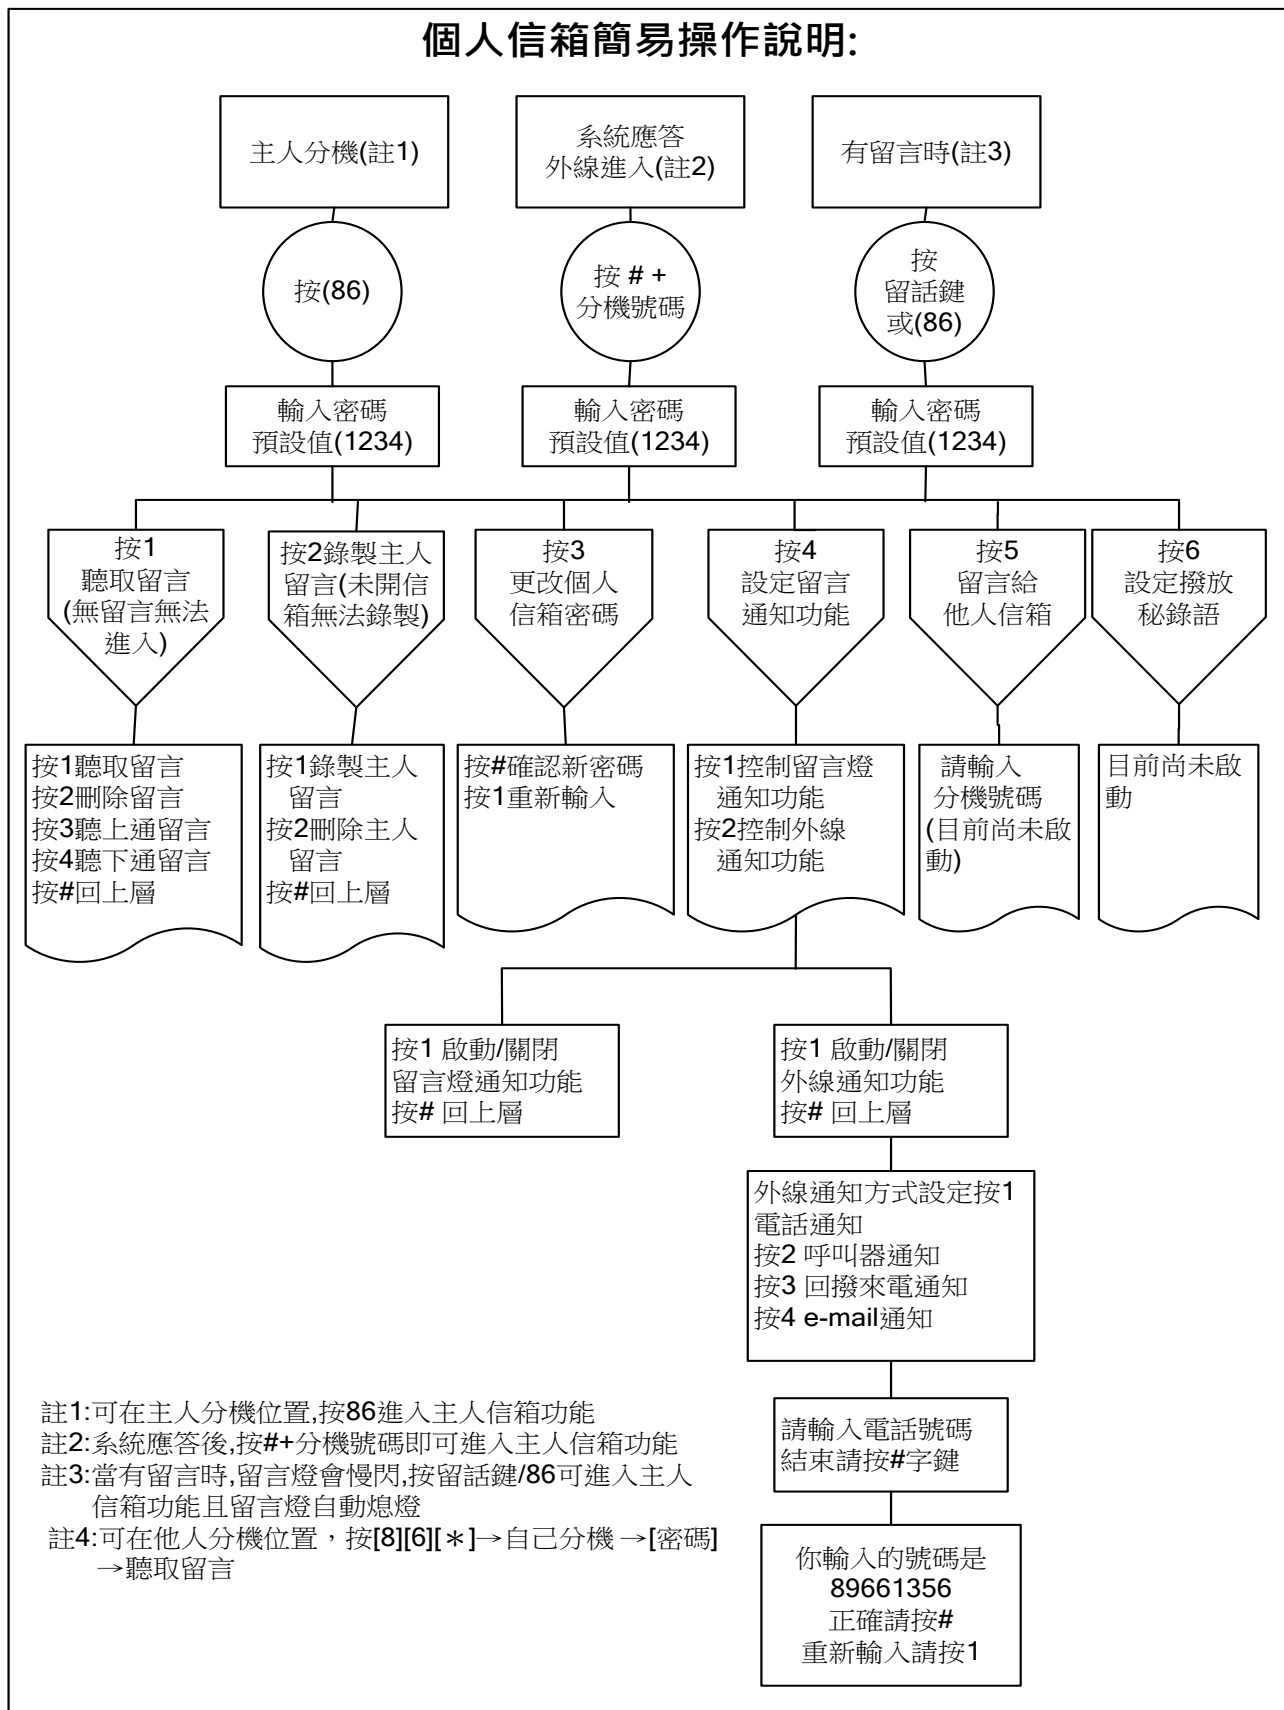 個人信箱簡易操作說明:
主人分機(註1)
系統應答
外線進入(註2)
有留言時(註3)
按(86)
按 # +
分機號碼
按
留話鍵
或(86)
輸入密碼
預設值(1234)
輸入密碼
預設值(1234)
輸入密碼
預設值(1234)
按1
聽取留言
(無留言無法
進入)
按2錄製主人
留言(未開信
箱無法錄製)
按3
更改個人
信箱密碼
按4
設定留言
通知功能
按5
留言給
他人信箱
按6
設定撥放
秘錄語
按1聽取留言
按2刪除留言
按3聽上通留言
按4聽下通留言
按#回上層
按1錄製主人
留言
按2刪除主人
留言
按#回上層
按#確認新密碼
按1重新輸入
按1控制留言燈
通知功能
按2控制外線
通知功能
請輸入
分機號碼
(目前尚未啟
動)
目前尚未啟
動
按1 啟動/關閉
留言燈通知功能
按# 回上層
按1 啟動/關閉
外線通知功能
按# 回上層
外線通知方式設定按1
電話通知
按2 呼叫器通知
按3 回撥來電通知
按4 e-mail通知
請輸入電話號碼
結束請按#字鍵
你輸入的號碼是
89661356
正確請按#
重新輸入請按1
註1:可在主人分機位置,按86進入主人信箱功能
註2:系統應答後,按#+分機號碼即可進入主人信箱功能
註3:當有留言時,留言燈會慢閃,按留話鍵/86可進入主人
信箱功能且留言燈自動熄燈
註4:可在他人分機位置，按[8][6][＊]→自己分機→[密碼]
→聽取留言